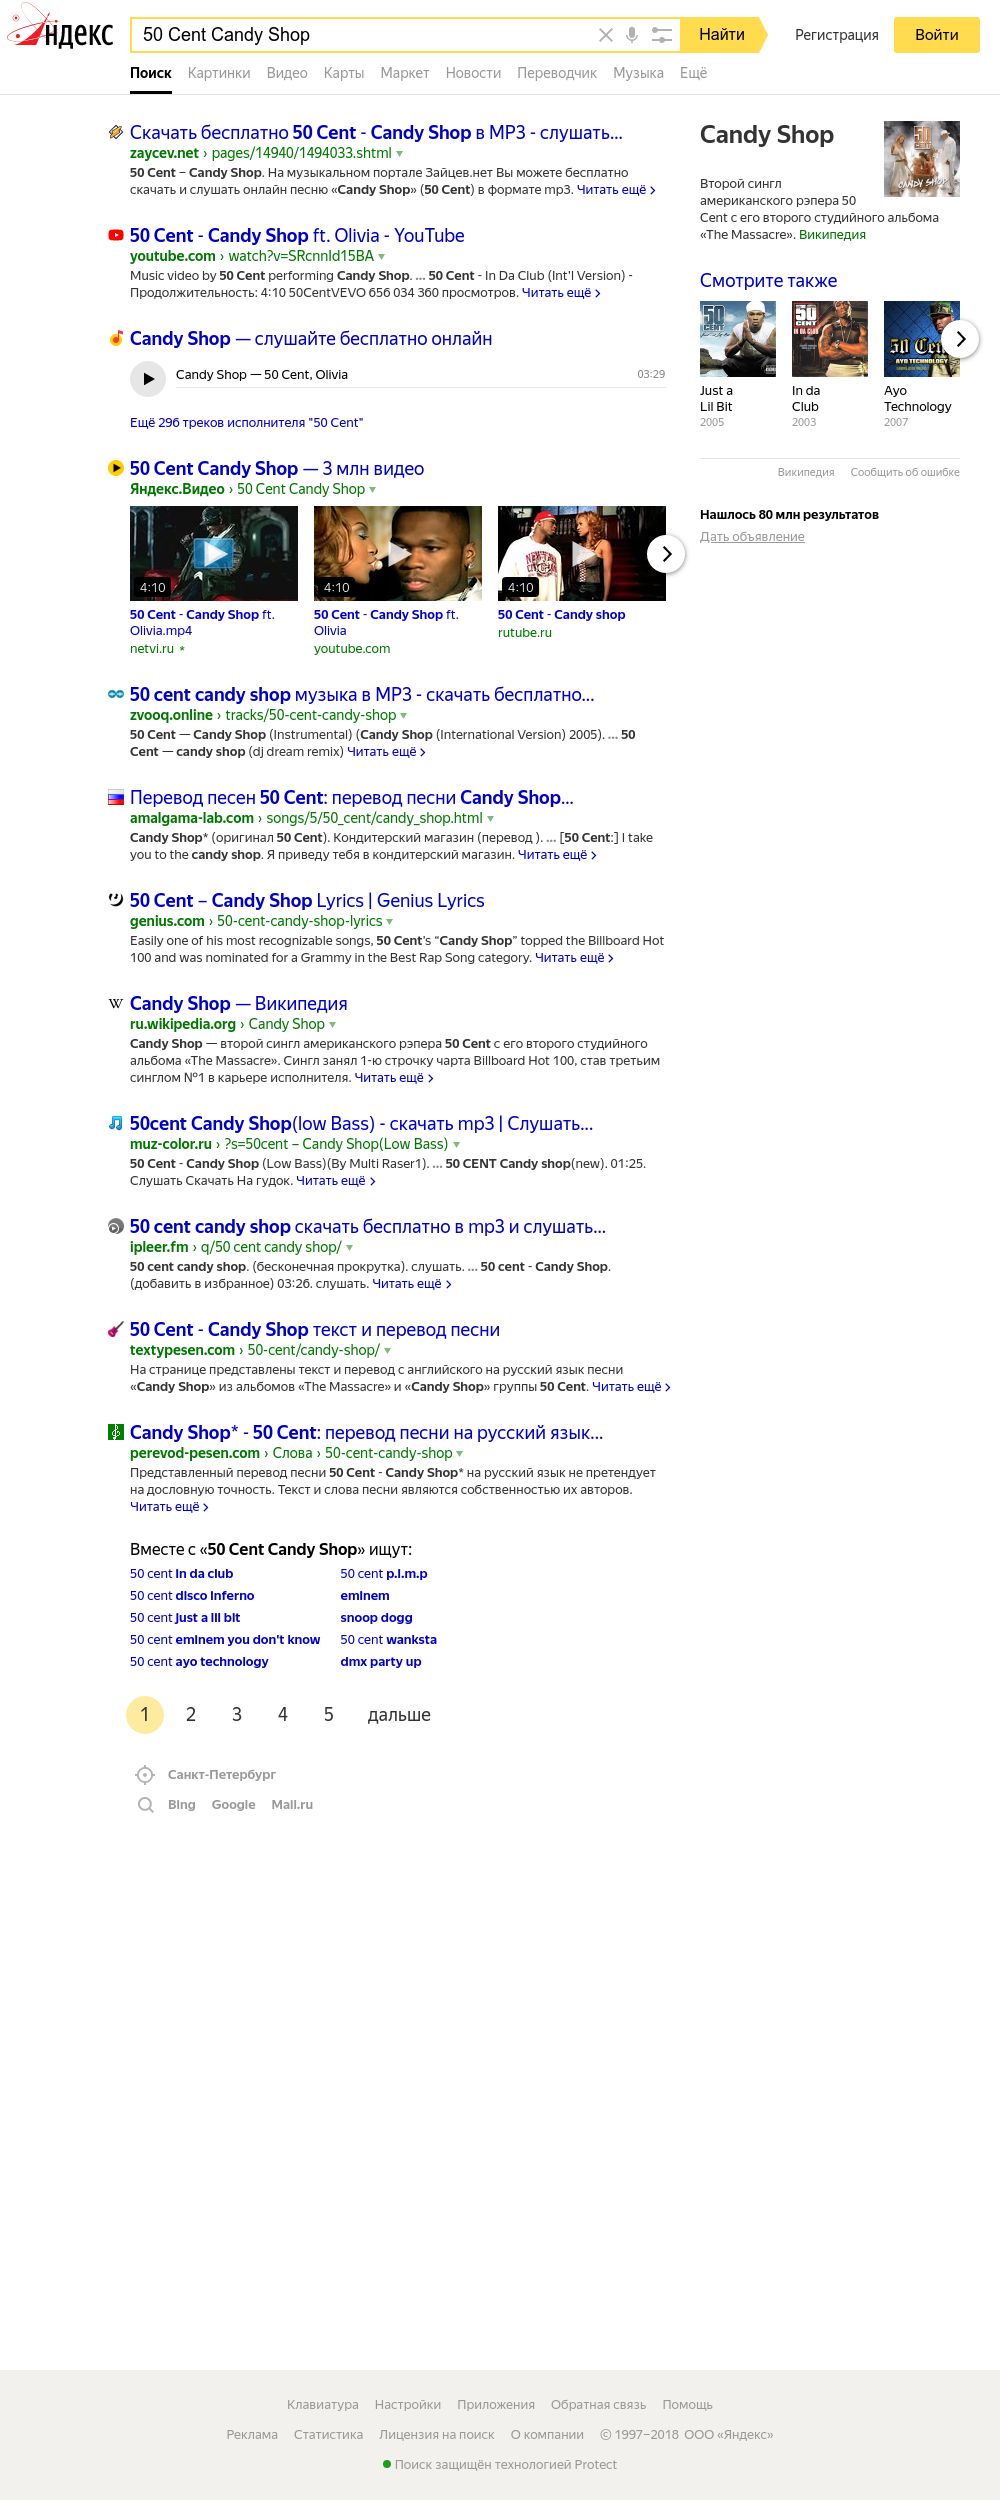 Яндекс
50 Cent Candy Shop
Найти
Регистрация
Войти
Поиск Картинки Видео Карты Маркет Новости Переводчик Музыка Ещё
Скачать бесплатно 50 Cent - Candy Shop в MP3 - слушать...
zaycev.net › pages/14940/1494033.shtml
50 Cent – Candy Shop. На музыкальном портале Зайцев.нет Вы можете бесплатно
скачать и слушать онлайн песню «Candy Shop» (50 Cent) в формате mp3. Читать ещё >
50 Cent - Candy Shop ft. Olivia - YouTube
youtube.com › watch?v=SRcnnId15BA
Music video by 50 Cent performing Candy Shop. ... 50 Cent - In Da Club (Int'l Version) -
Продолжительность: 4:10 50CentVEVO 656 034 360 просмотров. Читать ещё >
Candy Shop — слушайте бесплатно онлайн
Candy Shop — 50 Cent, Olivia
03:29
Ещё 296 треков исполнителя "50 Cent"
50 Cent Candy Shop — 3 млн видео
Яндекс.Видео › 50 Cent Candy Shop
4:10
4:10
4:10
50 Cent - Candy Shop ft.
Olivia.mp4
netvi.ru
50 Cent - Candy Shop ft.
Olivia
youtube.com
50 Cent - Candy shop
rutube.ru
50 cent candy shop музыка в MP3 - скачать бесплатно...
zvooq.online › tracks/50-cent-candy-shop
50 Cent — Candy Shop (Instrumental) (Candy Shop (International Version) 2005). ... 50
Cent — candy shop (dj dream remix) Читать ещё >
Перевод песен 50 Cent: перевод песни Candy Shop...
amalgama-lab.com › songs/5/50_cent/candy_shop.html
Candy Shop* (оригинал 50 Cent). Кондитерский магазин (перевод ). ... [50 Cent:] I take
you to the candy shop. Я приведу тебя в кондитерский магазин. Читать ещё >
50 Cent – Candy Shop Lyrics | Genius Lyrics
genius.com › 50-cent-candy-shop-lyrics
Easily one of his most recognizable songs, 50 Cent's “Candy Shop” topped the Billboard Hot
100 and was nominated for a Grammy in the Best Rap Song category. Читать ещё >
Candy Shop — Википедия
ru.wikipedia.org › Candy Shop
Candy Shop — второй сингл американского рэпера 50 Cent с его второго студийного
альбома «The Massacre». Сингл занял 1-ю строчку чарта Billboard Hot 100, став третьим
синглом №1 в карьере исполнителя. Читать ещё >
50cent Candy Shop(low Bass) - скачать mp3 | Слушать...
muz-color.ru › ?s=50cent – Candy Shop(Low Bass)
50 Cent - Candy Shop (Low Bass)(By Multi Raser1). ... 50 CENT Candy shop(new). 01:25.
Слушать Скачать На гудок. Читать ещё >
50 cent candy shop скачать бесплатно в mp3 и слушать...
ipleer.fm › q/50 cent candy shop/
50 cent candy shop. (бесконечная прокрутка). слушать. ... 50 cent - Candy Shop.
(добавить в избранное) 03:26. слушать. Читать ещё >
50 Cent - Candy Shop текст и перевод песни
textypesen.com › 50-cent/candy-shop/
На странице представлены текст и перевод с английского на русский язык песни
«Candy Shop» из альбомов «The Massacre» и «Candy Shop» группы 50 Cent. Читать ещё >
Candy Shop* - 50 Cent: перевод песни на русский язык...
perevod-pesen.com › Слова › 50-cent-candy-shop
Представленный перевод песни 50 Cent - Candy Shop* на русский язык не претендует
на дословную точность. Текст и слова песни являются собственностью их авторов.
Читать ещё >
Вместе с «50 Cent Candy Shop» ищут:
50 cent in da club
50 cent disco inferno
50 cent just a lil bit
50 cent eminem you don't know
50 cent ayo technology
50 cent p.i.m.p
eminem
snoop dogg
50 cent wanksta
dmx party up
1 2 3 4 5 дальше
Санкт-Петербург
Bing Google Mail.ru
Candy Shop
50 CENT
CANDY SHOP
Второй сингл
американского рэпера 50
Cent с его второго студийного альбома
«The Massacre». Википедия
Смотрите также
50 CENT
50 CENT
IN DA CLUB
50 Cent
AYO TECHNOLOGY
Just a
Lil Bit
2005
In da
Club
2003
Ayo
Technology
2007
Википедия Сообщить об ошибке
Нашлось 80 млн результатов
Дать объявление
Клавиатура Настройки Приложения Обратная связь Помощь
Реклама Статистика Лицензия на поиск О компании © 1997–2018 ООО «Яндекс»
Поиск защищён технологией Protect